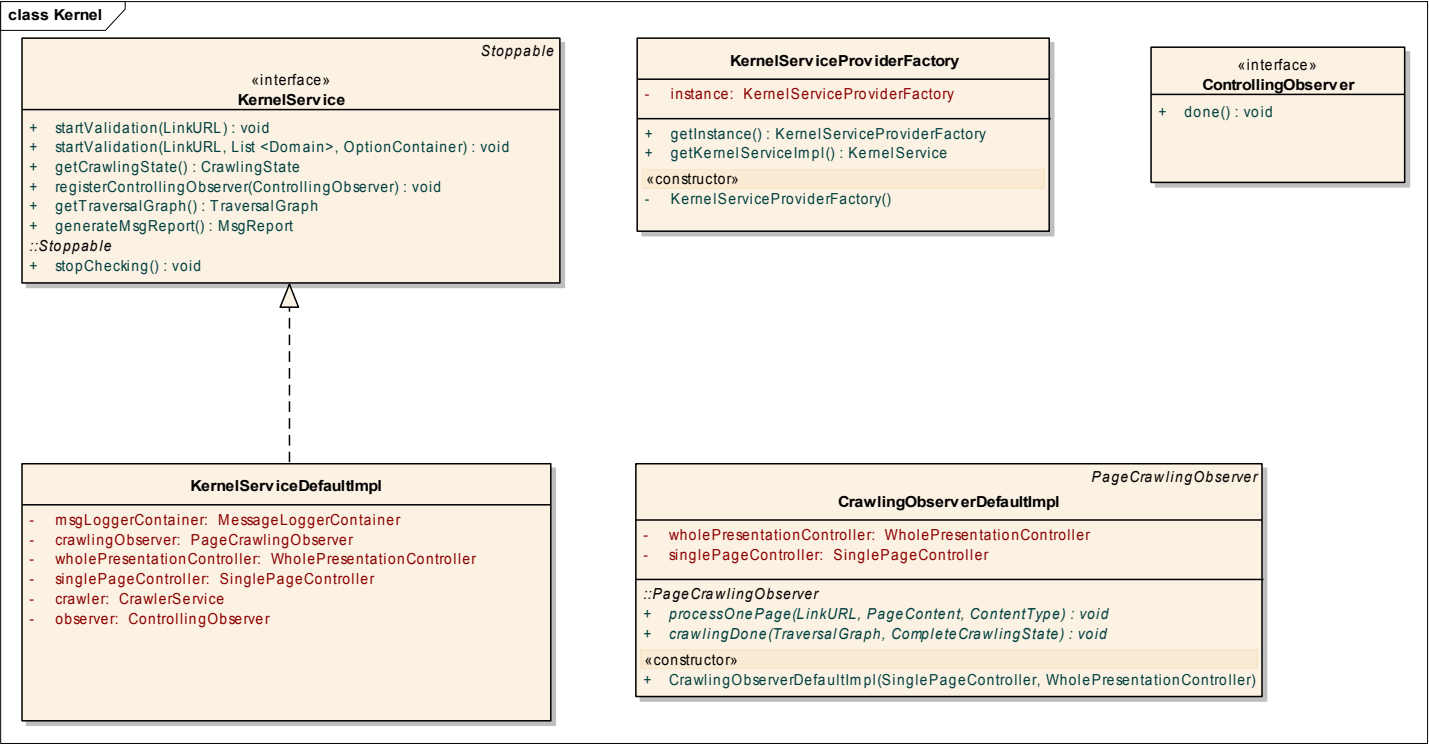 class Kernel
Stoppable
«interface»
KernelService
+ startValidation(LinkURL) : void
+ startValidation(LinkURL, List <Domain>, OptionContainer) : void
+ getCrawlingState() : CrawlingState
+ registerControllingObserver(ControllingObserver) : void
+ getTraversalGraph() : TraversalGraph
+ generateMsgReport() : MsgReport
::Stoppable
+ stopChecking() : void
KernelServiceProviderFactory
- instance: KernelServiceProviderFactory
+ getInstance() : KernelServiceProviderFactory
+ getKernelServiceImpl() : KernelService
«constructor»
- KernelServiceProviderFactory()
«interface»
ControllingObserver
+ done() : void
KernelServiceDefaultImpl
- msgLoggerContainer: MessageLoggerContainer
- crawlingObserver: PageCrawlingObserver
- wholePresentationController: WholePresentationController
- singlePageController: SinglePageController
- crawler: CrawlerService
- observer: ControllingObserver
PageCrawlingObserver
CrawlingObserverDefaultImpl
- wholePresentationController: WholePresentationController
- singlePageController: SinglePageController
::PageCrawlingObserver
+ processOnePage(LinkURL, PageContent, ContentType) : void
+ crawlingDone(TraversalGraph, CompleteCrawlingState) : void
«constructor»
+ CrawlingObserverDefaultImpl(SinglePageController, WholePresentationController)